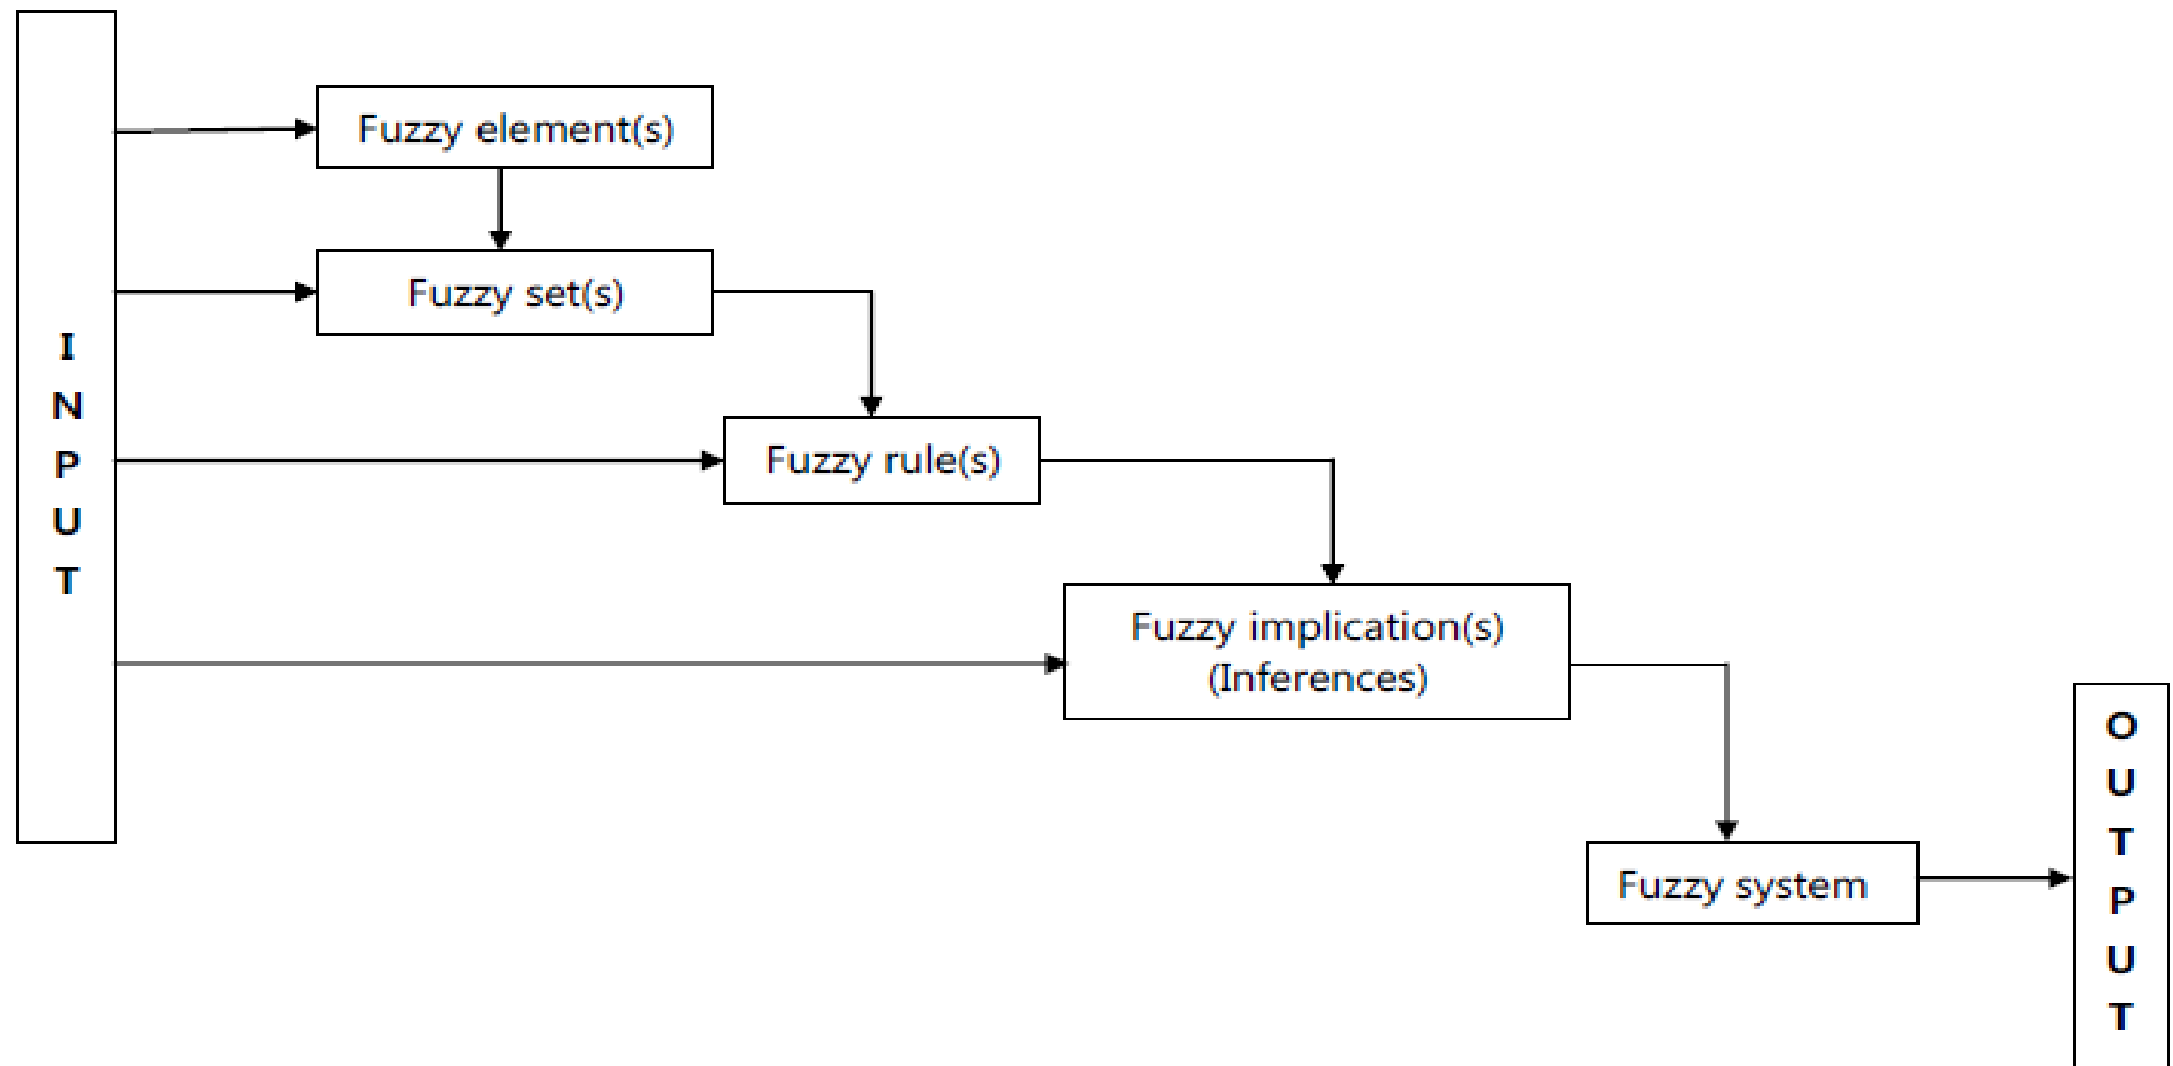 INPUT
Fuzzy element(s)
Fuzzy set(s)
Fuzzy rule(s)
Fuzzy implication(s)
(Inferences)
Fuzzy system
OUTPUT